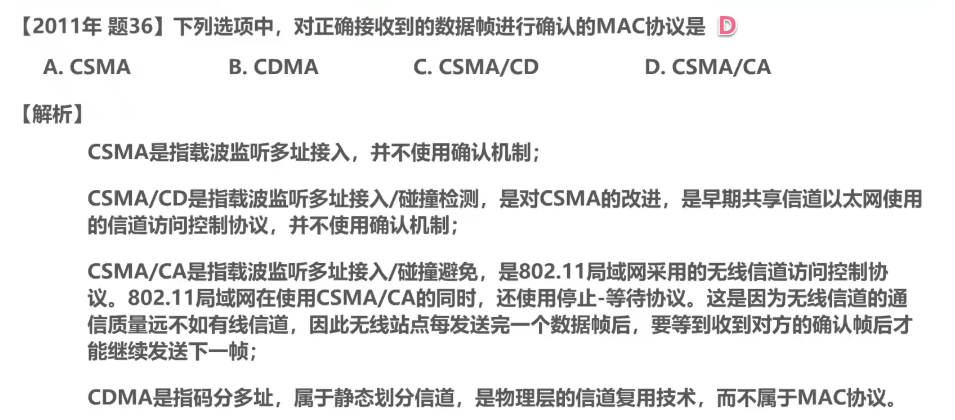 【2011年 题36】下列选项中，对正确接收到的数据帧进行确认的MAC协议是 D
A. CSMA B. CDMA C. CSMA/CD D. CSMA/CA
【解析】
CSMA是指载波监听多址接入，并不使用确认机制；
CSMA/CD是指载波监听多址接入/碰撞检测，是对CSMA的改进，是早期共享信道以太网使用
的信道访问控制协议，并不使用确认机制；
CSMA/CA是指载波监听多址接入/碰撞避免，是802.11局域网采用的无线信道访问控制协
议。802.11局域网在使用CSMA/CA的同时，还使用停止-等待协议。这是因为无线信道的通
信质量远不如有线信道，因此无线站点每发送完一个数据帧后，要等到收到对方的确认帧后才
能继续发送下一帧；
CDMA是指码分多址，属于静态划分信道，是物理层的信道复用技术，而不属于MAC协议。